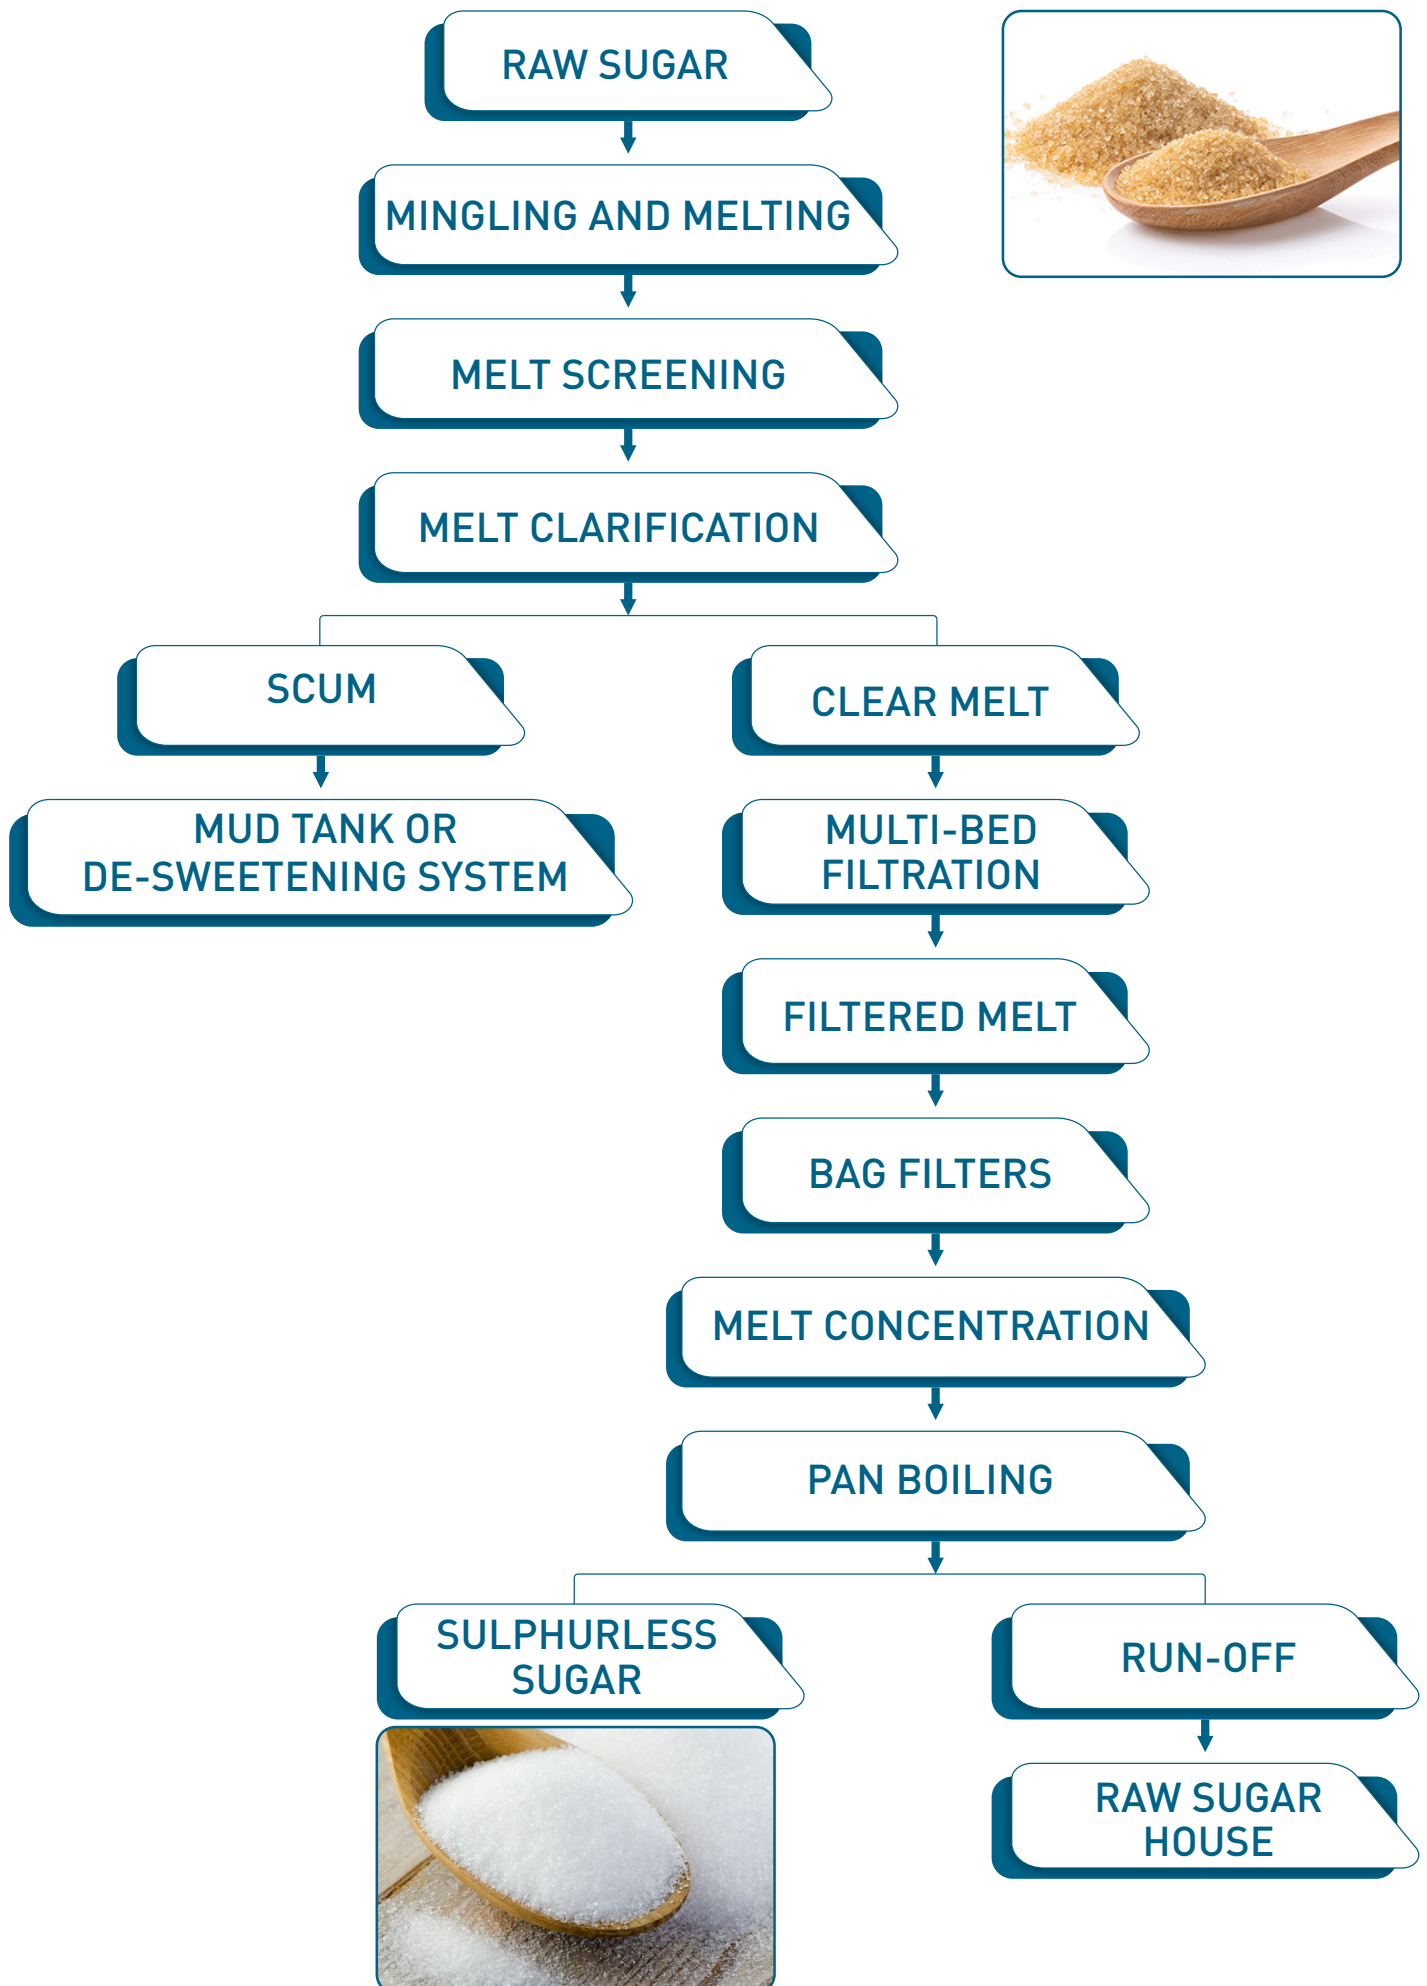 RAW SUGAR
MINGLING AND MELTING
MELT SCREENING
MELT CLARIFICATION
SCUM
MUD TANK OR
DE-SWEETENING SYSTEM
CLEAR MELT
MULTI-BED
FILTRATION
FILTERED MELT
BAG FILTERS
MELT CONCENTRATION
PAN BOILING
SULPHURLESS
SUGAR
RUN-OFF
RAW SUGAR
HOUSE